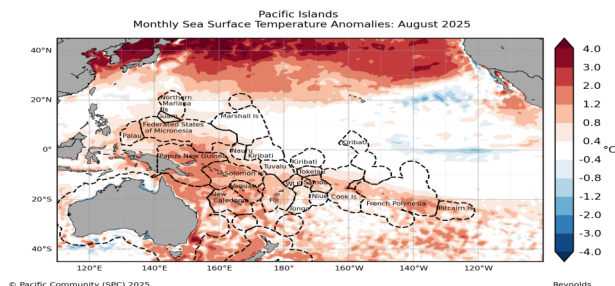 Pacific Islands
Monthly Sea Surface Temperature Anomalies: August 2025
40°N
20°N
0°
20°S
40°S
120°E
140°E
160°E
180°
160°W
140°W
120°W
4.0
3.0
2.0
1.2
0.8
0.4
-0.4
-0.8
-1.2
-2.0
-3.0
-4.0
°C
Northern
Mariana
Is
Guam
Marshall Is
Palau
Federated States
of Micronesia
Papua New Guinea
Nauru
Kiribati
Kiribati
Kiribati
Tuvalu
Tokelau
Solomon Is
Vanuatu
W-F
Samoa
New
Caledonia
Fiji
Tonga
Niue
Cook Is
French Polynesia
Pitcairn Is
© Pacific Community (SPC) 2025
Reynolds